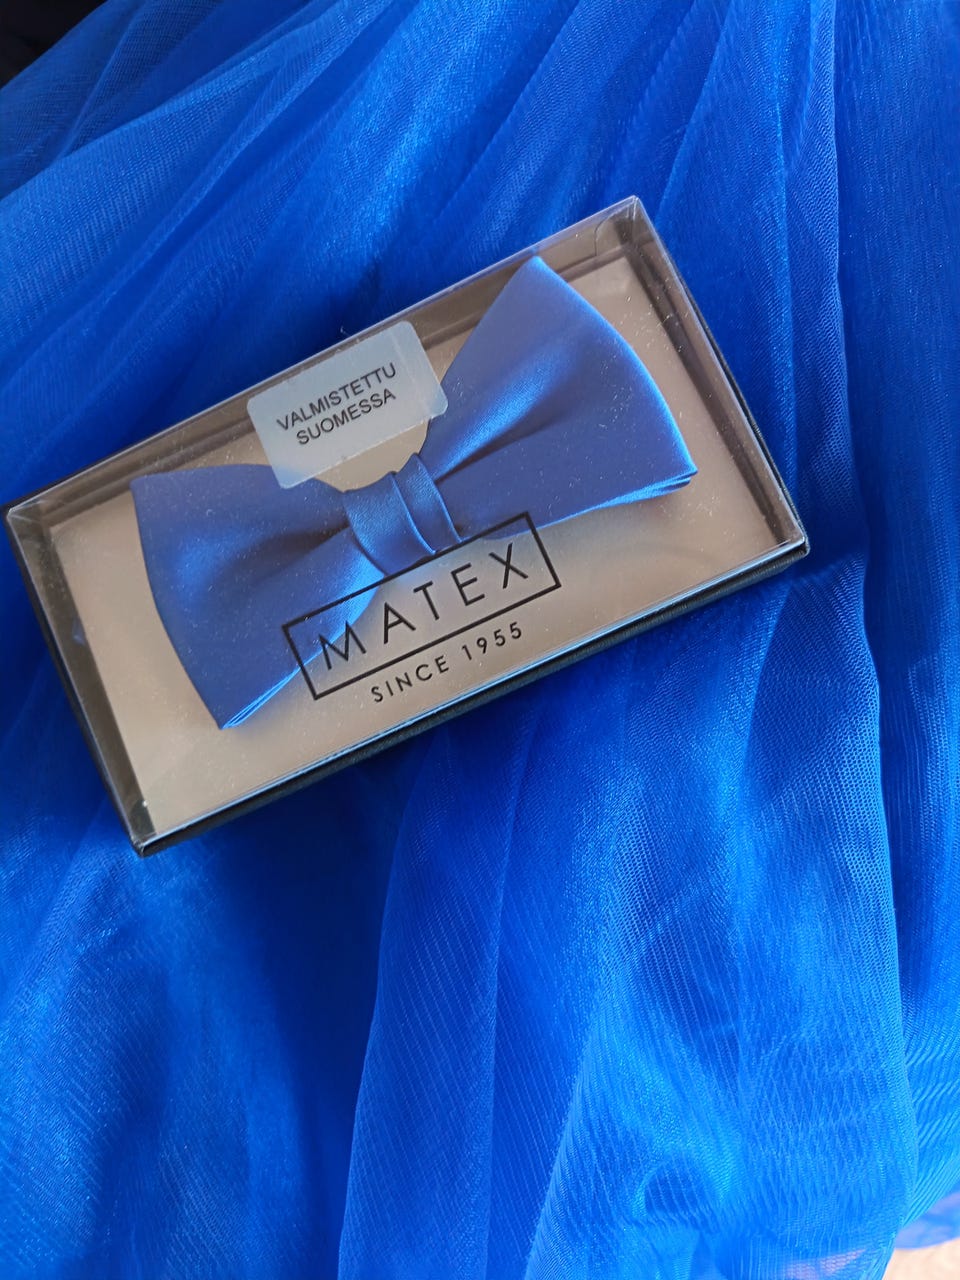 VALMISTETTU
SUOMESSA
MATEX
SINCE 1955